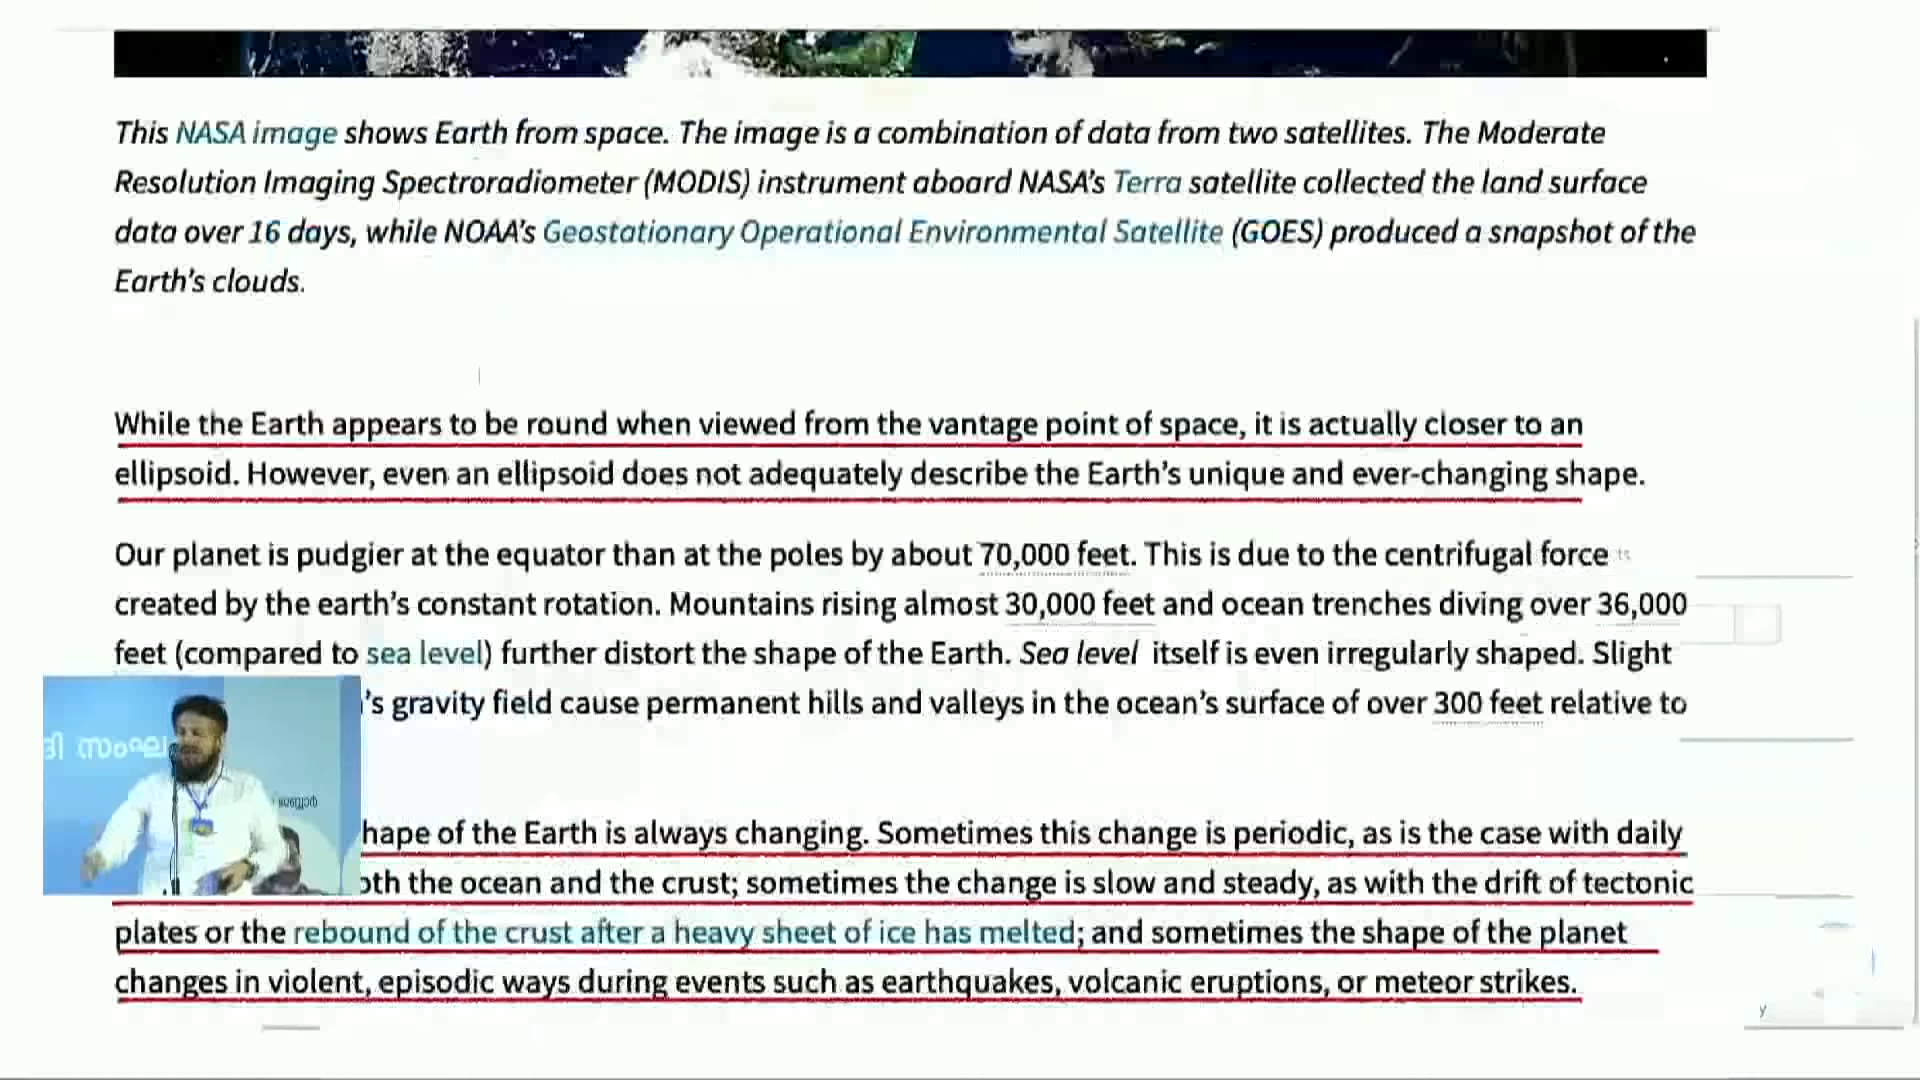 This NASA image shows Earth from space. The image is a combination of data from two satellites. The Moderate
Resolution Imaging Spectroradiometer (MODIS) instrument aboard NASA's Terra satellite collected the land surface
data over 16 days, while NOAA's Geostationary Operational Environmental Satellite (GOES) produced a snapshot of the
Earth's clouds.
While the Earth appears to be round when viewed from the vantage point of space, it is actually closer to an
ellipsoid. However, even an ellipsoid does not adequately describe the Earth's unique and ever-changing shape.
Our planet is pudgier at the equator than at the poles by about 70,000 feet. This is due to the centrifugal force
created by the earth's constant rotation. Mountains rising almost 30,000 feet and ocean trenches diving over 36,000
feet (compared to sea level) further distort the shape of the Earth. Sea level itself is even irregularly shaped. Slight
's gravity field cause permanent hills and valleys in the ocean's surface of over 300 feet relative to
hape of the Earth is always changing. Sometimes this change is periodic, as is the case with daily
oth the ocean and the crust; sometimes the change is slow and steady, as with the drift of tectonic
plates or the rebound of the crust after a heavy sheet of ice has melted; and sometimes the shape of the planet
changes in violent, episodic ways during events such as earthquakes, volcanic eruptions, or meteor strikes.
y